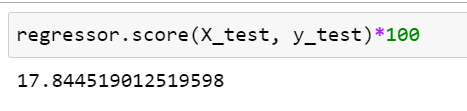 regressor.score(X_test, y_test)*100
17.844519012519598